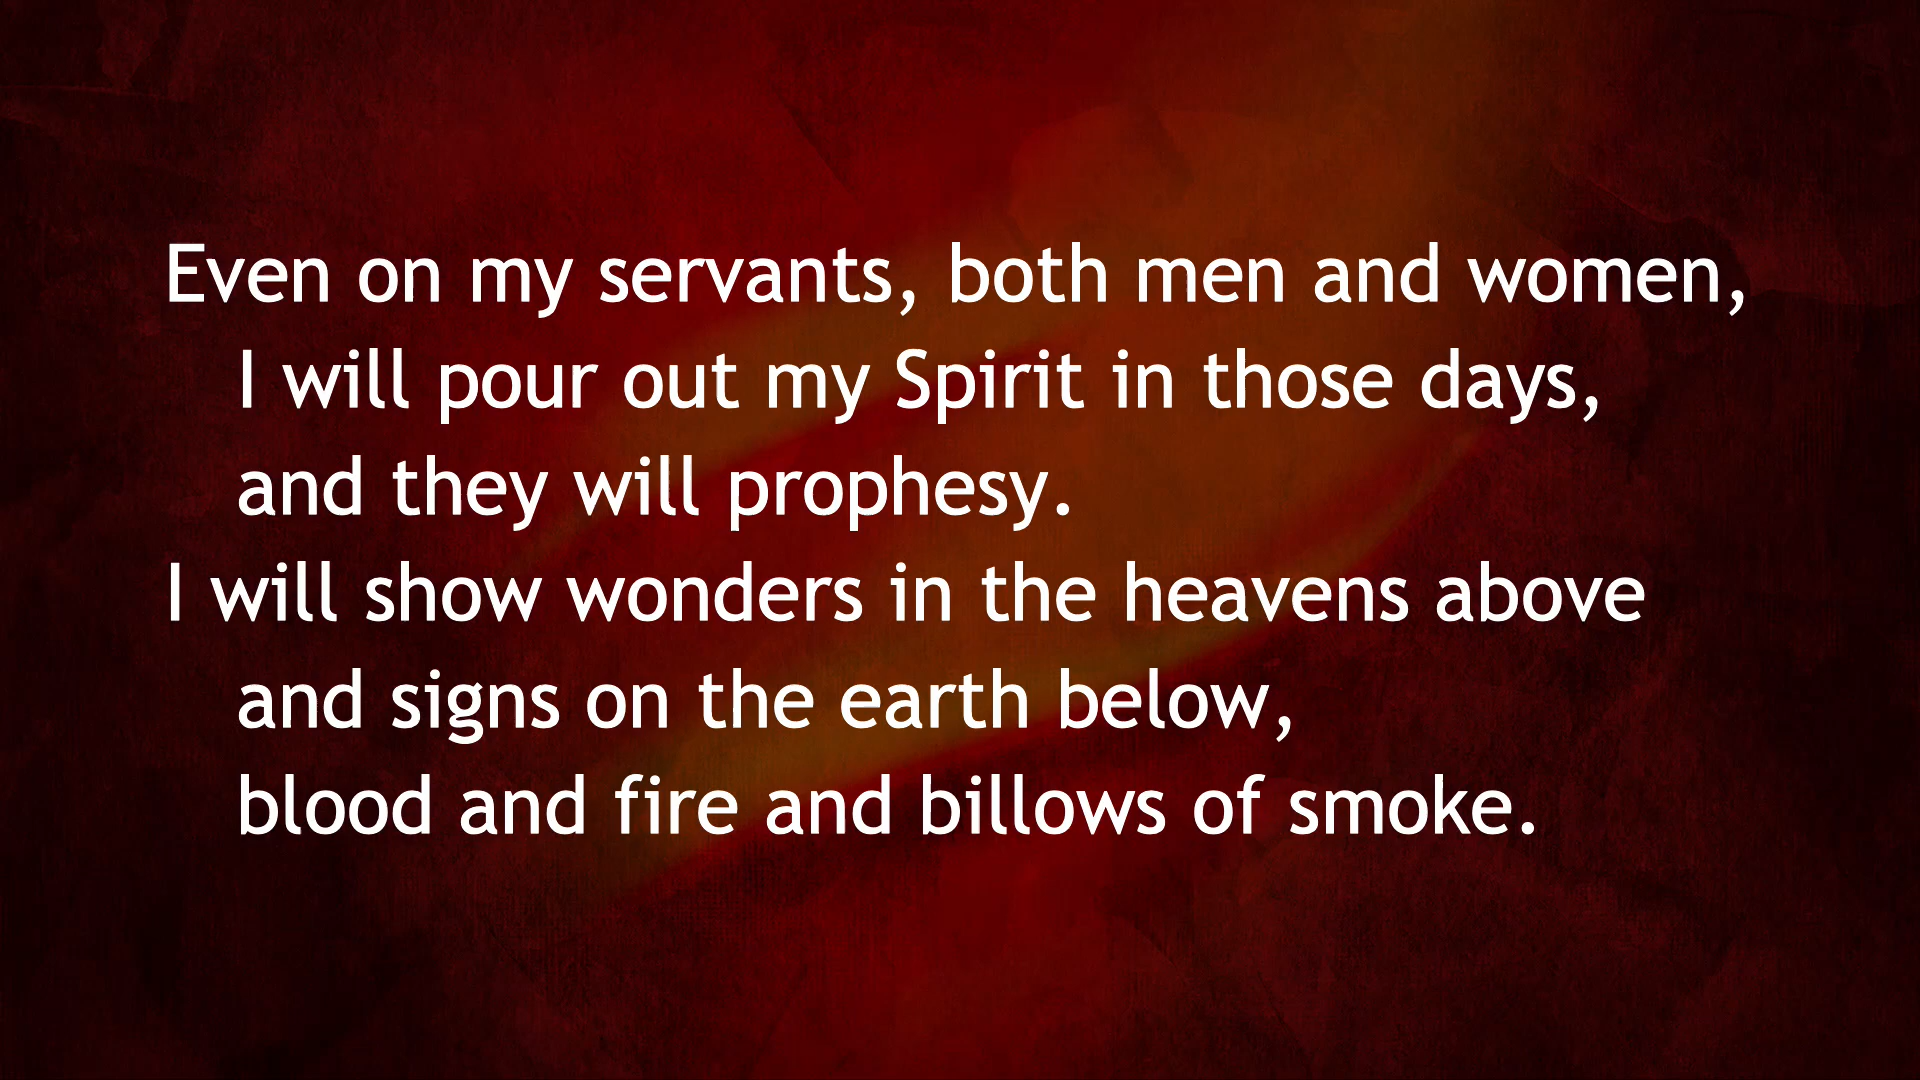 Even on my servants, both men and women,
I will pour out my Spirit in those days,
and they will prophesy.
I will show wonders in the heavens above
and signs on the earth below,
blood and fire and billows of smoke.